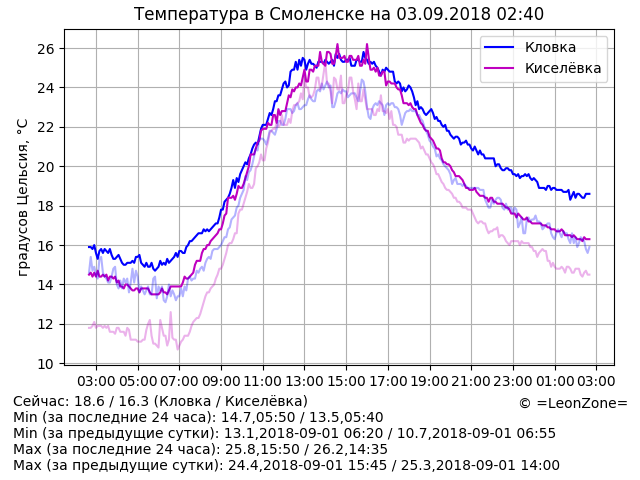 Температура в Смоленске на 03.09.2018 02:40
Кловка
Киселёвка
градусов Цельсия, °C
26
24
22
20
18
16
14
12
10
03:00 05:00 07:00 09:00 11:00 13:00 15:00 17:00 19:00 21:00 23:00 01:00 03:00
Сейчас: 18.6 / 16.3 (Кловка / Киселёвка)
© =LeonZone=
Min (за последние 24 часа): 14.7,05:50 / 13.5,05:40
Min (за предыдущие сутки): 13.1,2018-09-01 06:20 / 10.7,2018-09-01 06:55
Max (за последние 24 часа): 25.8,15:50 / 26.2,14:35
Max (за предыдущие сутки): 24.4,2018-09-01 15:45 / 25.3,2018-09-01 14:00